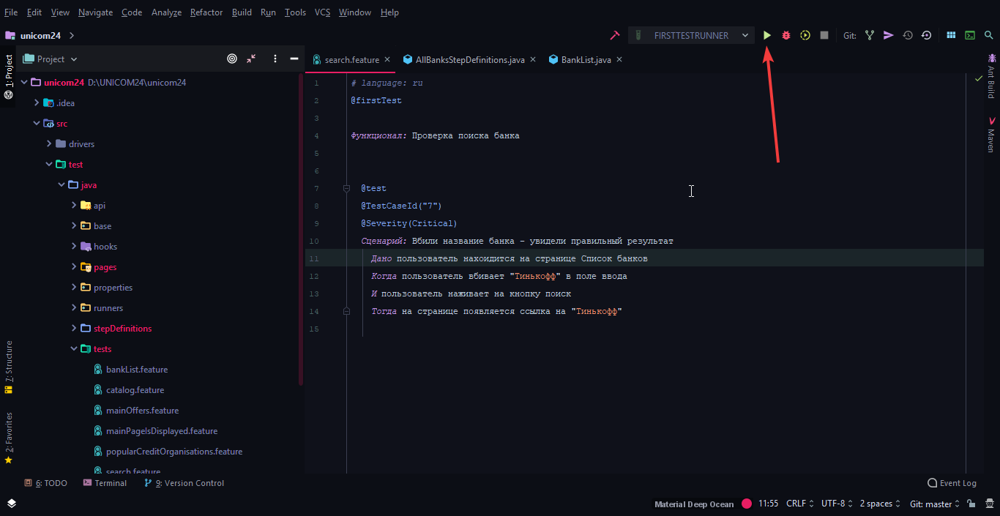 File Edit View Navigate Code Analyze Refactor Build Run Tools VCS Window Help
unicom24
FIRSTTESTRUNNER
Git:
Project
search.feature
AllBanksStepDefinitions.java
BankList.java
1: Project
7: Structure
2: Favorites
unicom24 D:\UNICOM24\unicom24
.idea
src
drivers
test
java
api
base
hooks
pages
properties
runners
stepDefinitions
tests
bankList.feature
catalog.feature
mainOffers.feature
mainPageIsDisplayed.feature
popularCreditOrganisations.feature
search.feature
1 # language: ru
2 @firstTest
3
4 Функционал: Проверка поиска банка
5
6
7 @test
8 @TestCaseId("7")
9 @Severity(Critical)
10 Сценарий: Вбили название банка - увидели правильный результат
11 Дано пользователь нахоидится на странице Список банков
12 Когда пользователь вбивает "Тинькофф" в поле ввода
13 И пользователь наживает на кнопку поиск
14 Тогда на странице появляется ссылка на "Тинькофф"
15
Ant Build
Maven
6: TODO
Terminal
9: Version Control
Event Log
Material Deep Ocean
11:55 CRLF UTF-8 2 spaces Git: master